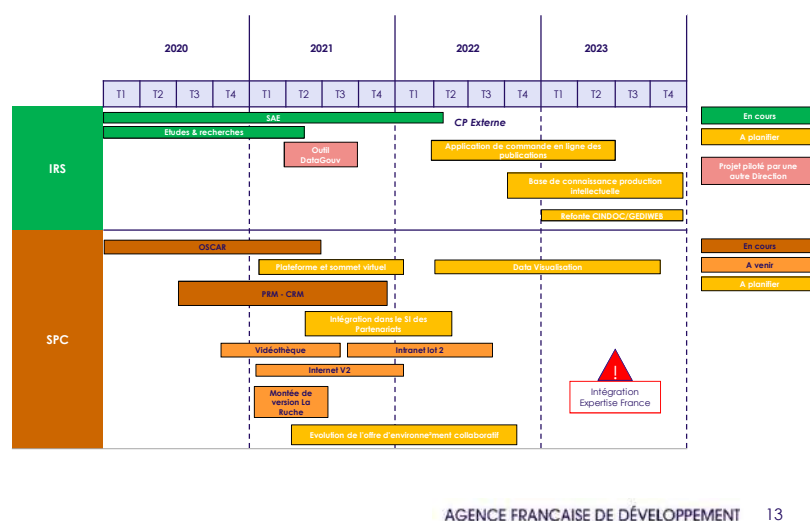 2020
2021
2022
2023
T1 T2 T3 T4 T1 T2 T3 T4 T1 T2 T3 T4 T1 T2 T3 T4
IRS
SAE
CP Externe
Etudes & recherches
Outil
DataGouv
Application de commande en ligne des
publications
Base de connaissance production
intellectuelle
Refonte CINDOC/GEDIWEB
En cours
A planifier
Projet piloté par une
autre Direction
SPC
OSCAR
Plateforme et sommet virtuel
Data Visualisation
PRM - CRM
Intégration dans le SI des
Partenariats
Vidéothèque
Intranet lot 2
Internet V2
Montée de
version La
Ruche
Evolution de l'offre d'environne*ment collaboratif
!
Intégration
Expertise France
En cours
A venir
A planifier
AGENCE FRANÇAISE DE DÉVELOPPEMENT 13